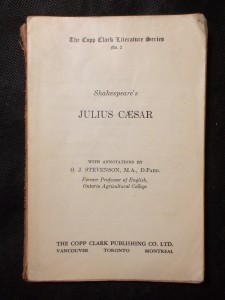 The Copp Clark Literature Series
No. 2
Shakespeare's
JULIUS CÆSAR
WITH ANNOTATIONS BY
O. J. STEVENSON, M.A., D.Paed.
Former Professor of English,
Ontario Agricultural College
THE COPP CLARK PUBLISHING CO. LTD.
VANCOUVER TORONTO MONTREAL